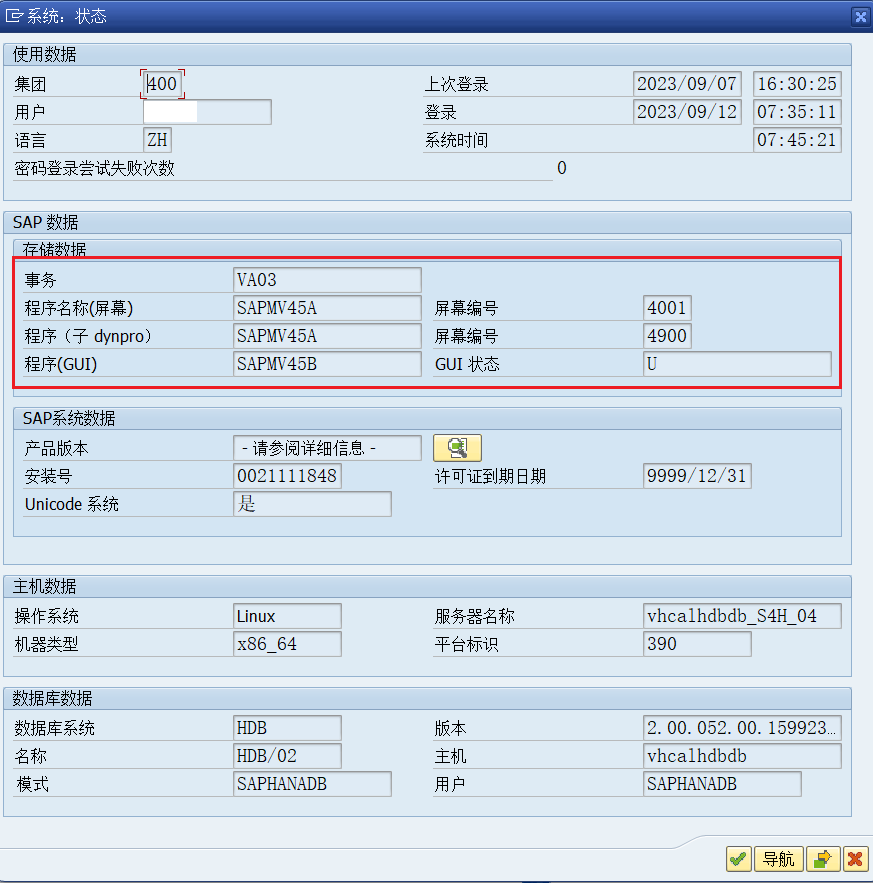 系统：状态
使用数据
集团 400 上次登录 2023/09/07 16:30:25
用户 登录 2023/09/12 07:35:11
语言 ZH 系统时间 07:45:21
密码登录尝试失败次数 0
SAP 数据
存储数据
事务 VA03
程序名称(屏幕) SAPMV45A 屏幕编号 4001
程序（子 dynpro） SAPMV45A 屏幕编号 4900
程序(GUI) SAPMV45B GUI 状态 U
SAP系统数据
产品版本 - 请参阅详细信息 -
安装号 0021111848 许可证到期日期 9999/12/31
Unicode 系统 是
主机数据
操作系统 Linux 服务器名称 vhcalhdbdb_S4H_04
机器类型 x86_64 平台标识 390
数据库数据
数据库系统 HDB 版本 2.00.052.00.159923...
名称 HDB/02 主机 vhcalhdbdb
模式 SAPHANADB 用户 SAPHANADB
导航